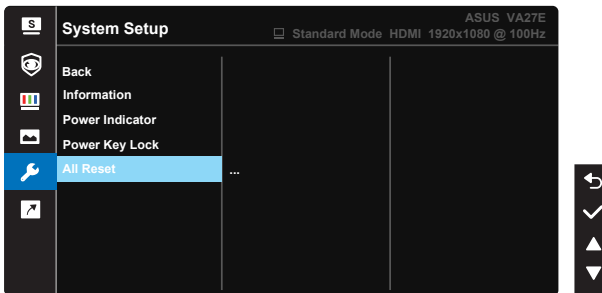 S
System Setup
ASUS VA27E
Standard Mode HDMI 1920x1080 @ 100Hz
Back
Information
Power Indicator
Power Key Lock
All Reset ...